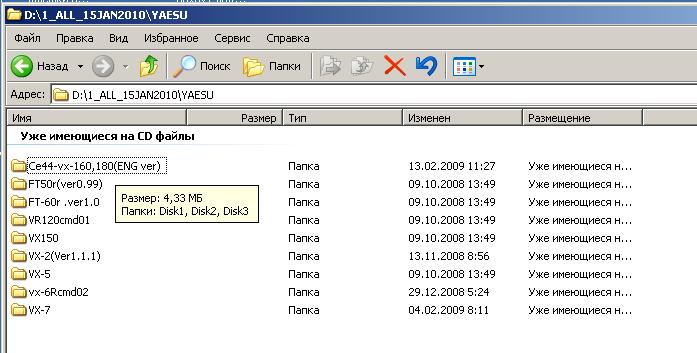 D:\1_ALL_15JAN2010\YAESU
Файл Правка Вид Избранное Сервис Справка
Назад Поиск Папки
Адрес: D:\1_ALL_15JAN2010\YAESU
Имя Размер Тип Изменен Размещение
Уже имеющиеся на CD файлы
Ce44-vx-160,180(ENG ver) Папка 13.02.2009 11:27 Уже имеющиеся н...
FT50r(ver0.99) Папка 09.10.2008 13:49 Уже имеющиеся н...
FT-60r .ver1.0 Папка 09.10.2008 13:49 Уже имеющиеся н...
Размер: 4,33 МБ
Папки: Disk1, Disk2, Disk3
VR120cmd01 Папка 09.10.2008 13:49 Уже имеющиеся н...
VX150 Папка 09.10.2008 13:49 Уже имеющиеся н...
VX-2(Ver1.1.1) Папка 13.11.2008 8:56 Уже имеющиеся н...
VX-5 Папка 09.10.2008 13:49 Уже имеющиеся н...
vx-6Rcmd02 Папка 29.12.2008 5:24 Уже имеющиеся н...
VX-7 Папка 04.02.2009 8:11 Уже имеющиеся н...